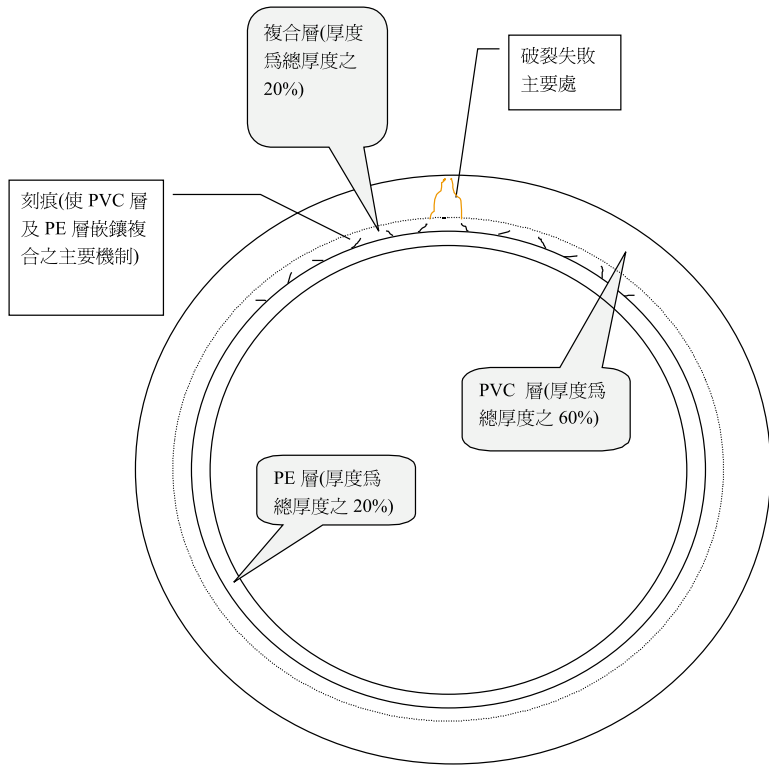 複合層(厚度
爲總厚度之
20%)
破裂失敗
主要處
刻痕(使 PVC 層
及 PE 層嵌鑲複
合之主要機制)
PVC 層(厚度爲
總厚度之 60%)
PE 層(厚度爲
總厚度之 20%)